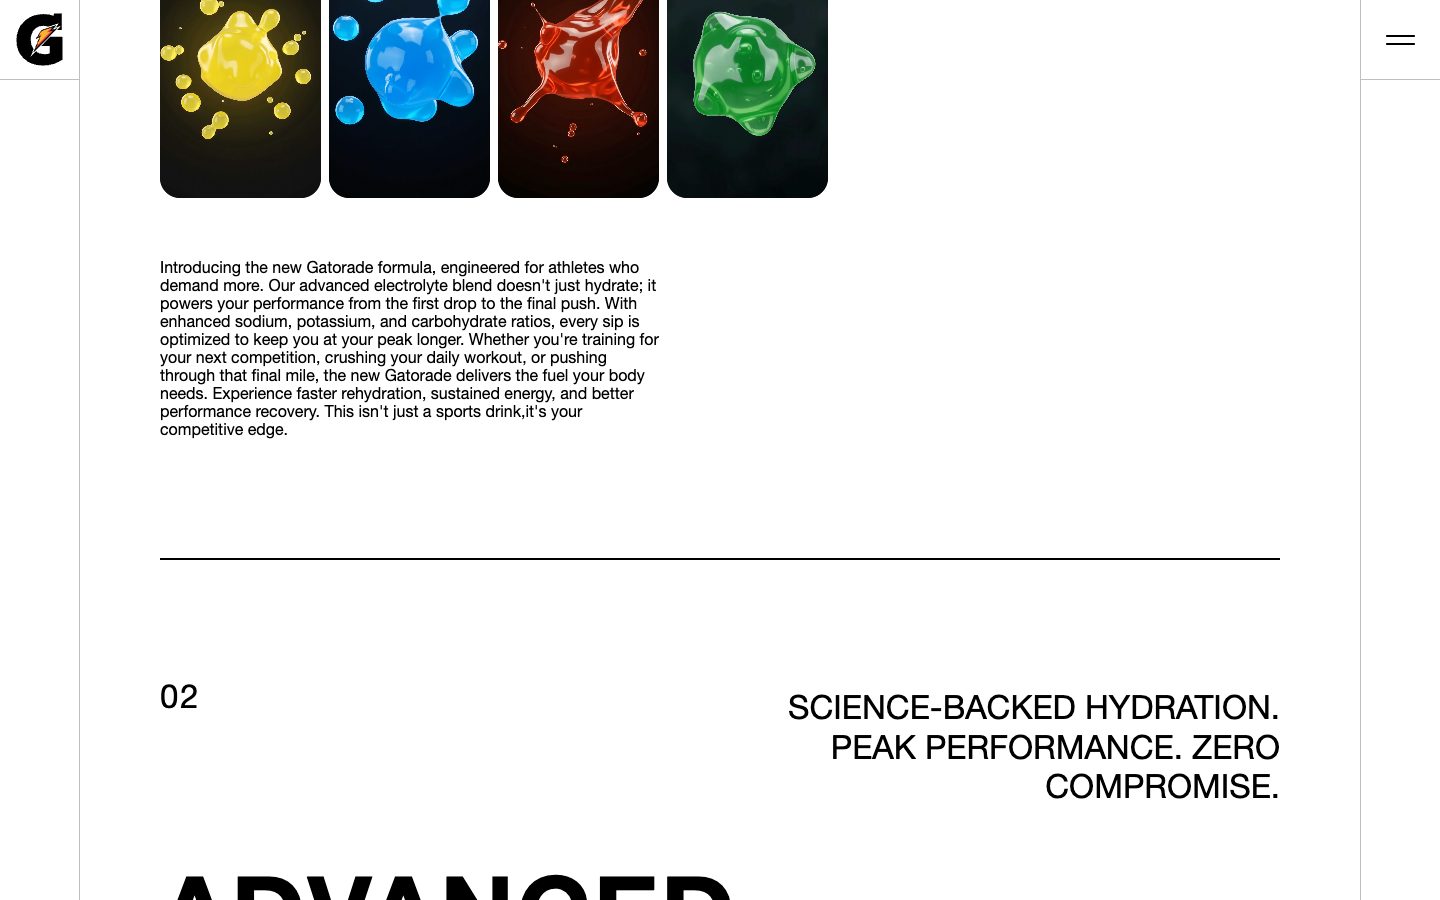 G
Introducing the new Gatorade formula, engineered for athletes who
demand more. Our advanced electrolyte blend doesn't just hydrate; it
powers your performance from the first drop to the final push. With
enhanced sodium, potassium, and carbohydrate ratios, every sip is
optimized to keep you at your peak longer. Whether you're training for
your next competition, crushing your daily workout, or pushing
through that final mile, the new Gatorade delivers the fuel your body
needs. Experience faster rehydration, sustained energy, and better
performance recovery. This isn't just a sports drink,it's your
competitive edge.
02
SCIENCE-BACKED HYDRATION.
PEAK PERFORMANCE. ZERO
COMPROMISE.
ADVANCED